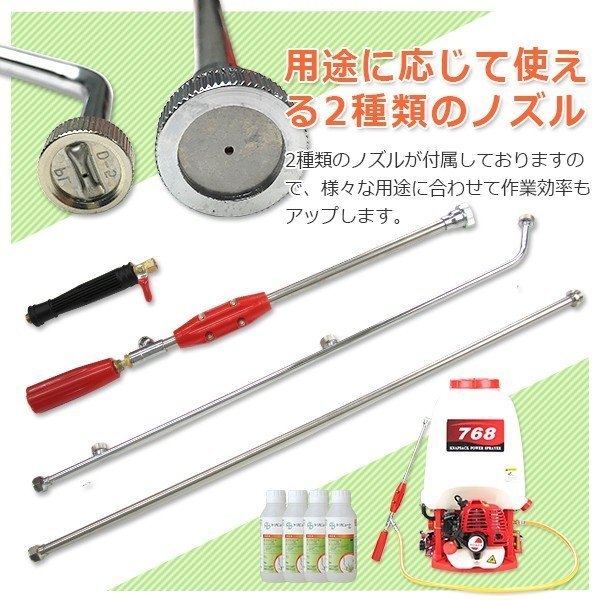 用途に応じて使え
る2種類のノズル
2種類のノズルが付属しておりますの
で、様々な用途に合わせて作業効率も
アップします。
768
KNAPSACK POWER SPRAYER